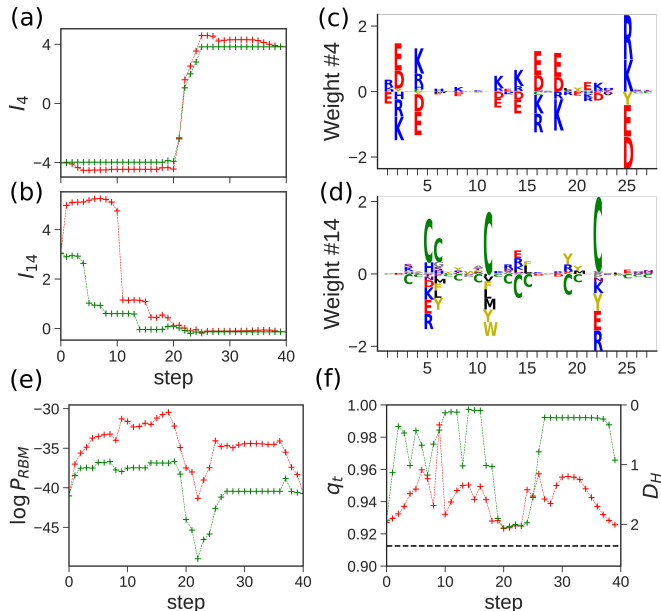 (a)
4
I4
−4
(b)
5
I14
0
0 10 20 30 40
step
(c)
2
Weight #4
0
−2
5 10 15 20 25
(d)
2
Weight #14
0
−2
5 10 15 20 25
(e)
−30
−35
log PRBM
−40
−45
0 10 20 30 40
step
(f)
1.00 0
0.98
qt
0.96 1
DH
0.94
0.92 2
0.90
0 10 20 30 40
step